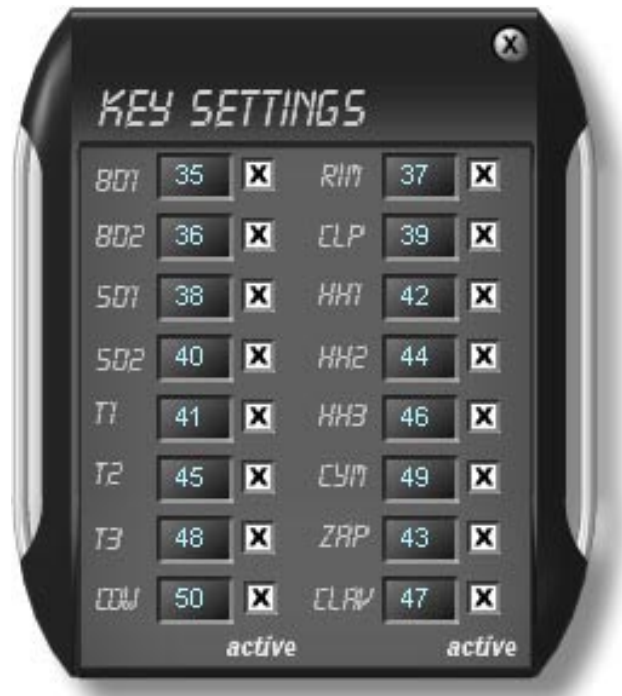 X
KEY SETTINGS
BD1 35 X RIM 37 X
BD2 36 X CLP 39 X
SD1 38 X HH1 42 X
SD2 40 X HH2 44 X
T1 41 X HH3 46 X
T2 45 X CYM 49 X
T3 48 X ZAP 43 X
COW 50 X CLAV 47 X
active active